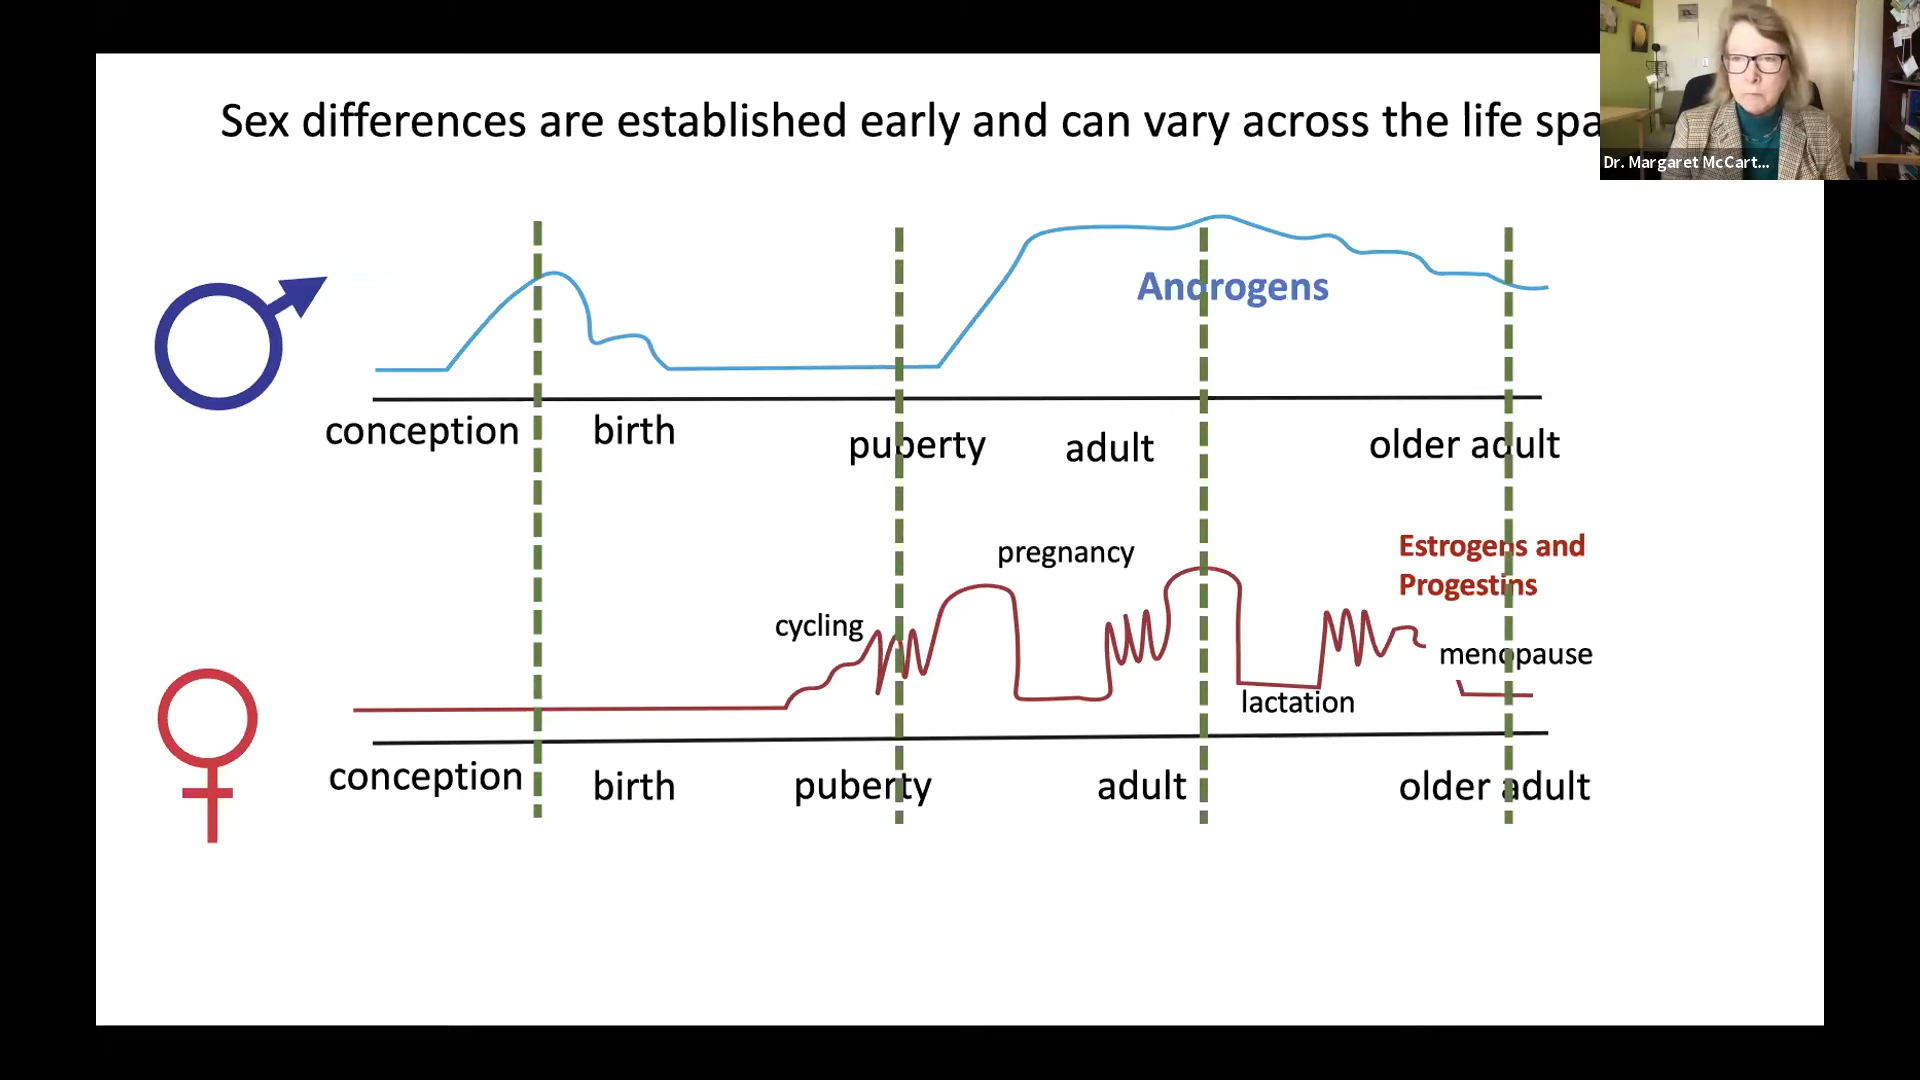 Sex differences are established early and can vary across the life spa
Dr. Margaret McCart...
Androgens
conception
birth
puberty
adult
older adult
pregnancy
Estrogens and
Progestins
cycling
menopause
lactation
conception
birth
puberty
adult
older adult